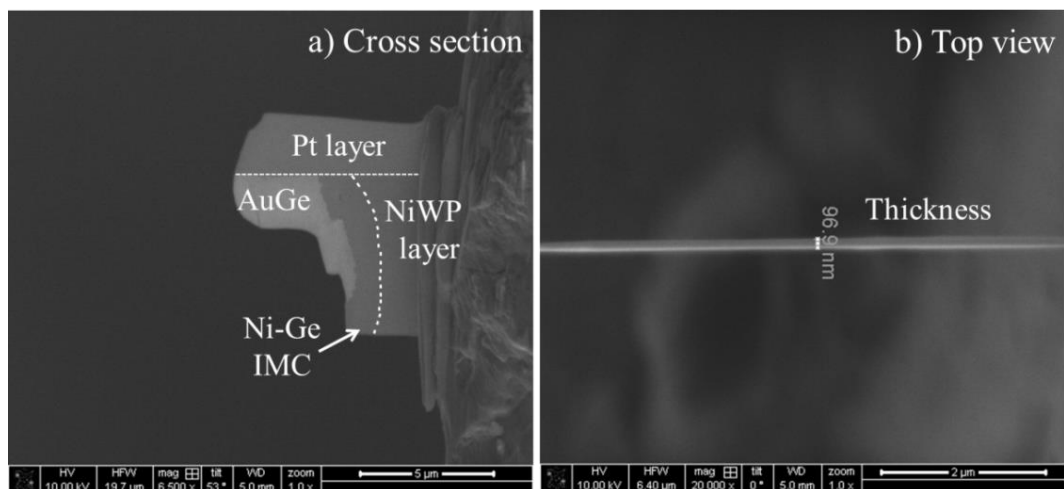 a) Cross section
Pt layer
AuGe
NiWP
layer
Ni-Ge
IMC
HV HFW mag tilt WD zoom
10.00 kV 19.7 µm 6 500 x 53 ° 5.0 mm 1.0 x
5 µm
b) Top view
Thickness
96.9 nm
HV HFW mag tilt WD zoom
10.00 kV 6.40 µm 20 000 x 0 ° 5.0 mm 1.0 x
2 µm